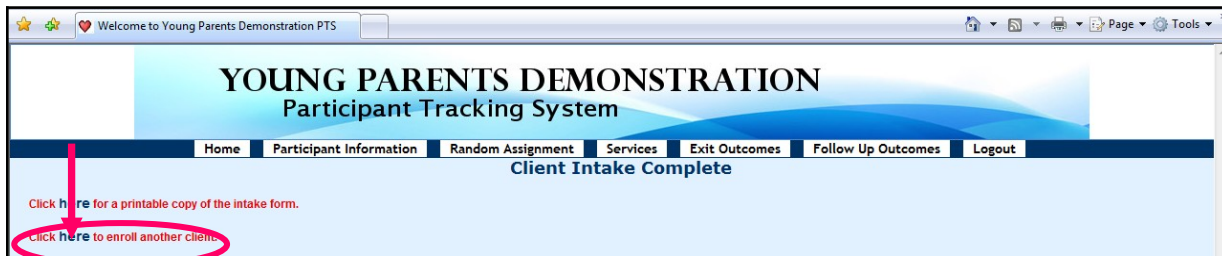 Welcome to Young Parents Demonstration PTS
Page
Tools
YOUNG PARENTS DEMONSTRATION
Participant Tracking System
Home Participant Information Random Assignment Services Exit Outcomes Follow Up Outcomes Logout
Client Intake Complete
Click here for a printable copy of the intake form.
Click here to enroll another client.